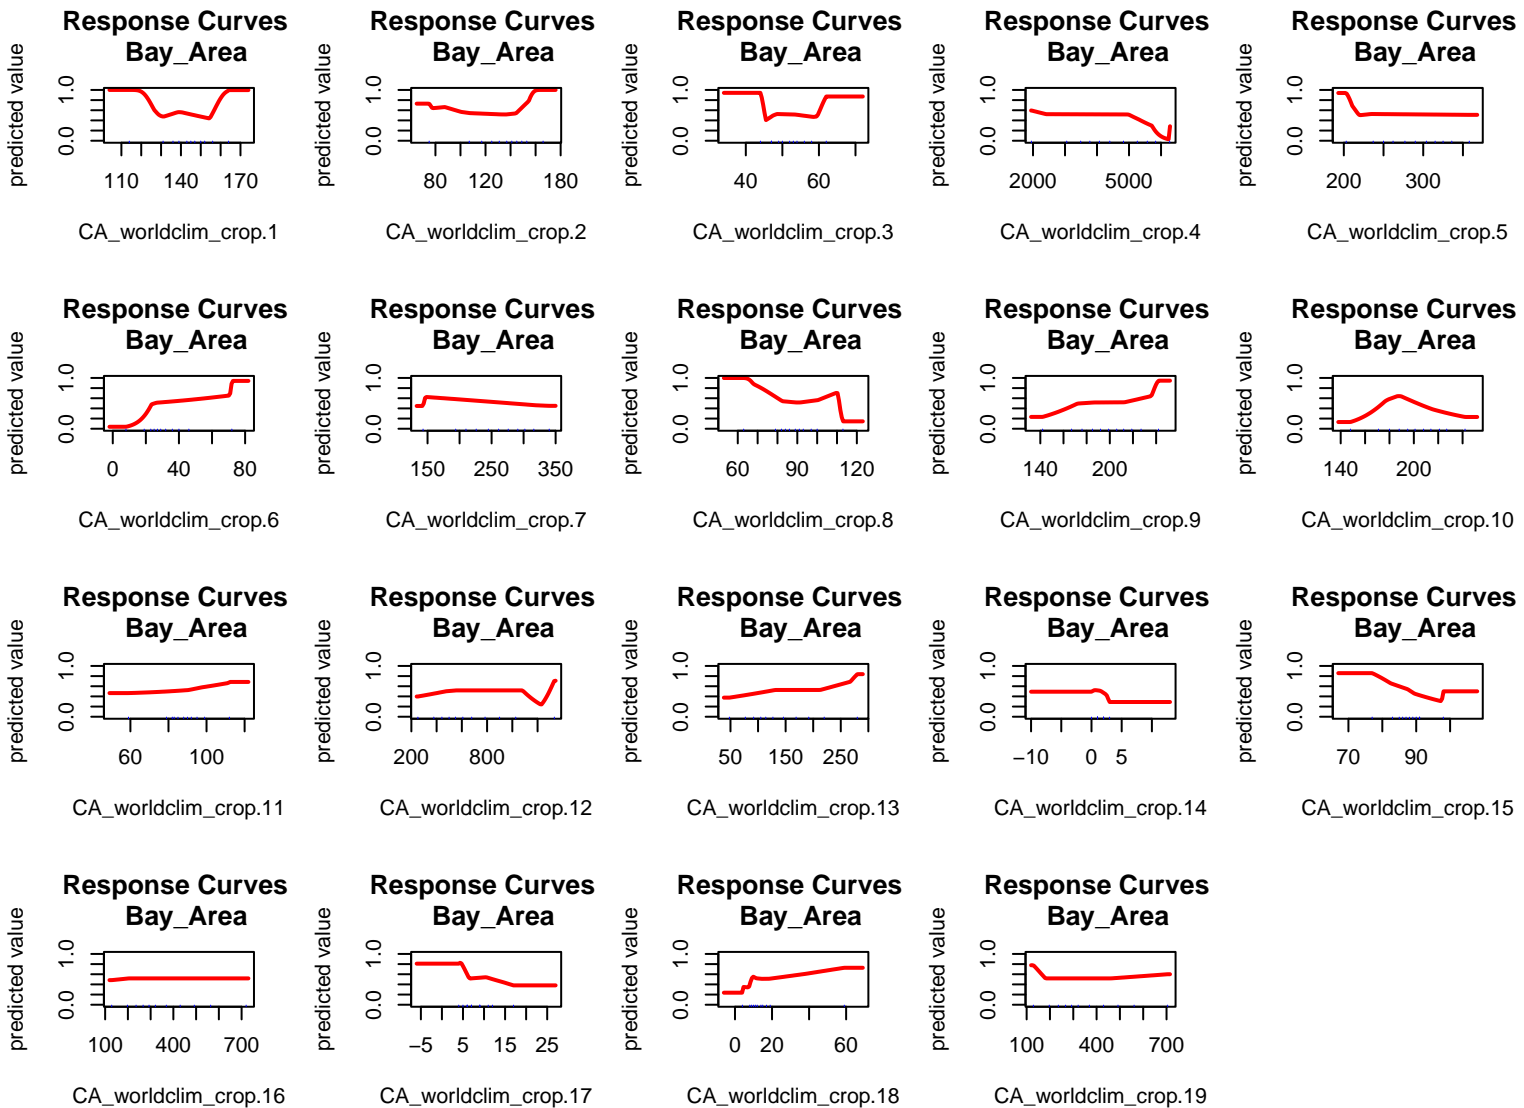 Response Curves
Bay_Area
predicted value
0.0 1.0
110 140 170
CA_worldclim_crop.1
Response Curves
Bay_Area
predicted value
0.0 1.0
80 120 180
CA_worldclim_crop.2
Response Curves
Bay_Area
predicted value
0.0 1.0
40 60
CA_worldclim_crop.3
Response Curves
Bay_Area
predicted value
0.0 1.0
2000 5000
CA_worldclim_crop.4
Response Curves
Bay_Area
predicted value
0.0 1.0
200 300
CA_worldclim_crop.5
Response Curves
Bay_Area
predicted value
0.0 1.0
0 40 80
CA_worldclim_crop.6
Response Curves
Bay_Area
predicted value
0.0 1.0
150 250 350
CA_worldclim_crop.7
Response Curves
Bay_Area
predicted value
0.0 1.0
60 90 120
CA_worldclim_crop.8
Response Curves
Bay_Area
predicted value
0.0 1.0
140 200
CA_worldclim_crop.9
Response Curves
Bay_Area
predicted value
0.0 1.0
140 200
CA_worldclim_crop.10
Response Curves
Bay_Area
predicted value
0.0 1.0
60 100
CA_worldclim_crop.11
Response Curves
Bay_Area
predicted value
0.0 1.0
200 800
CA_worldclim_crop.12
Response Curves
Bay_Area
predicted value
0.0 1.0
50 150 250
CA_worldclim_crop.13
Response Curves
Bay_Area
predicted value
0.0 1.0
−10 0 5
CA_worldclim_crop.14
Response Curves
Bay_Area
predicted value
0.0 1.0
70 90
CA_worldclim_crop.15
Response Curves
Bay_Area
predicted value
0.0 1.0
100 400 700
CA_worldclim_crop.16
Response Curves
Bay_Area
predicted value
0.0 1.0
−5 5 15 25
CA_worldclim_crop.17
Response Curves
Bay_Area
predicted value
0.0 1.0
0 20 60
CA_worldclim_crop.18
Response Curves
Bay_Area
predicted value
0.0 1.0
100 400 700
CA_worldclim_crop.19